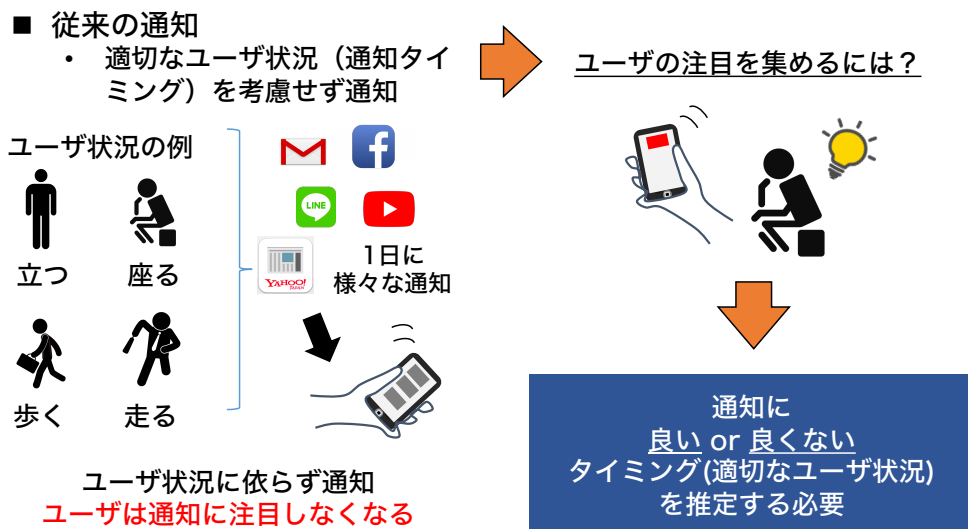 ■ 従来の通知
• 適切なユーザ状況（通知タイ
ミング）を考慮せず通知
ユーザ状況の例
立つ
座る
歩く
走る
LINE
YAHOO!
JAPAN
1日に
様々な通知
ユーザ状況に依らず通知
ユーザは通知に注目しなくなる
ユーザの注目を集めるには？
通知に
良い or 良くない
タイミング(適切なユーザ状況)
を推定する必要